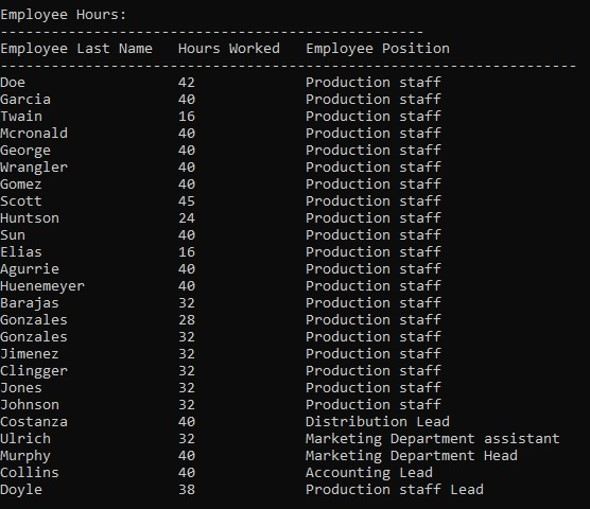 Employee Hours:
--------------------------------------------------
Employee Last Name   Hours Worked   Employee Position
--------------------------------------------------------------------
Doe                  42             Production staff
Garcia               40             Production staff
Twain                16             Production staff
Mcronald             40             Production staff
George               40             Production staff
Wrangler             40             Production staff
Gomez                40             Production staff
Scott                45             Production staff
Huntson              24             Production staff
Sun                  40             Production staff
Elias                16             Production staff
Agurrie              40             Production staff
Huenemeyer           40             Production staff
Barajas              32             Production staff
Gonzales             28             Production staff
Gonzales             32             Production staff
Jimenez              32             Production staff
Clingger             32             Production staff
Jones                32             Production staff
Johnson              32             Production staff
Costanza             40             Distribution Lead
Ulrich               32             Marketing Department assistant
Murphy               40             Marketing Department Head
Collins              40             Accounting Lead
Doyle                38             Production staff Lead